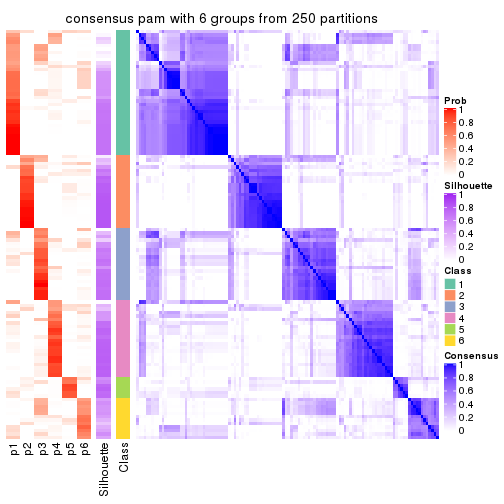 consensus pam with 6 groups from 250 partitions
Prob
1
0.8
0.6
0.4
0.2
0
Silhouette
1
0.8
0.6
0.4
0.2
0
Class
1
2
3
4
5
6
Consensus
1
0.8
0.6
0.4
0.2
0
p1
p2
p3
p4
p5
p6
Silhouette
Class